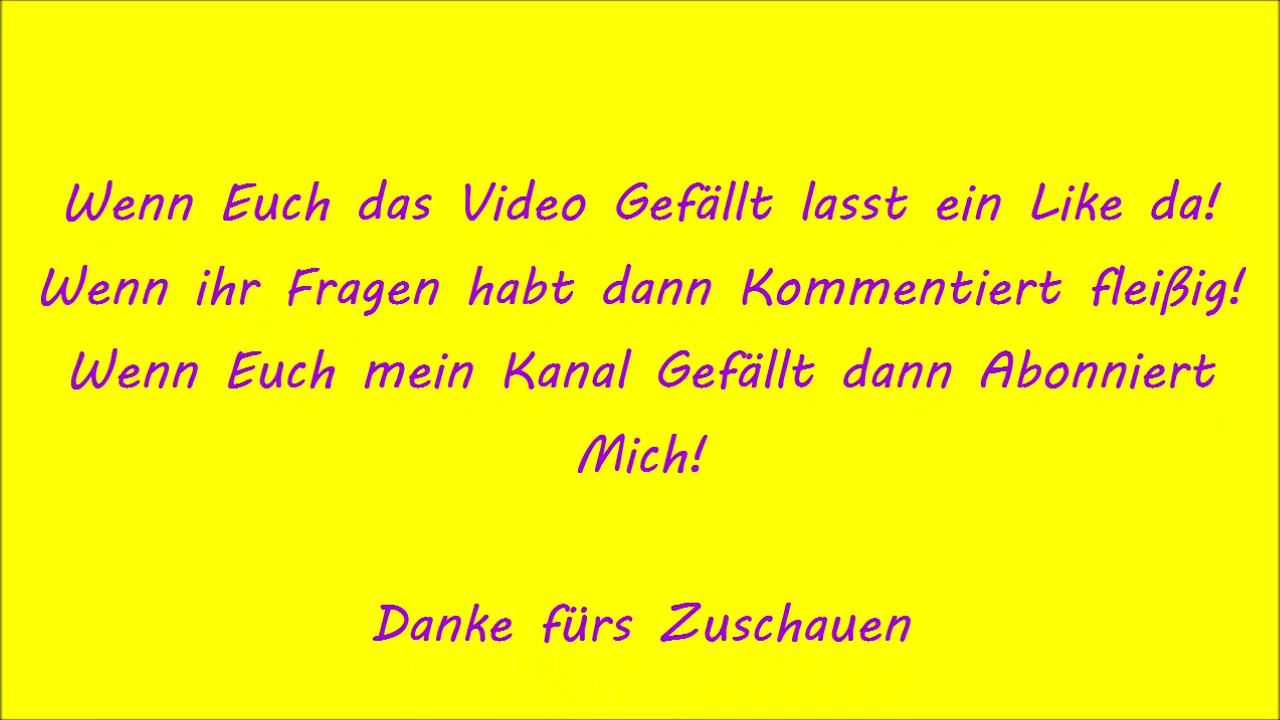 Wenn Euch das Video Gefällt lasst ein Like da!
Wenn ihr Fragen habt dann Kommentiert fleißig!
Wenn Euch mein Kanal Gefällt dann Abonniert
Mich!
Danke fürs Zuschauen